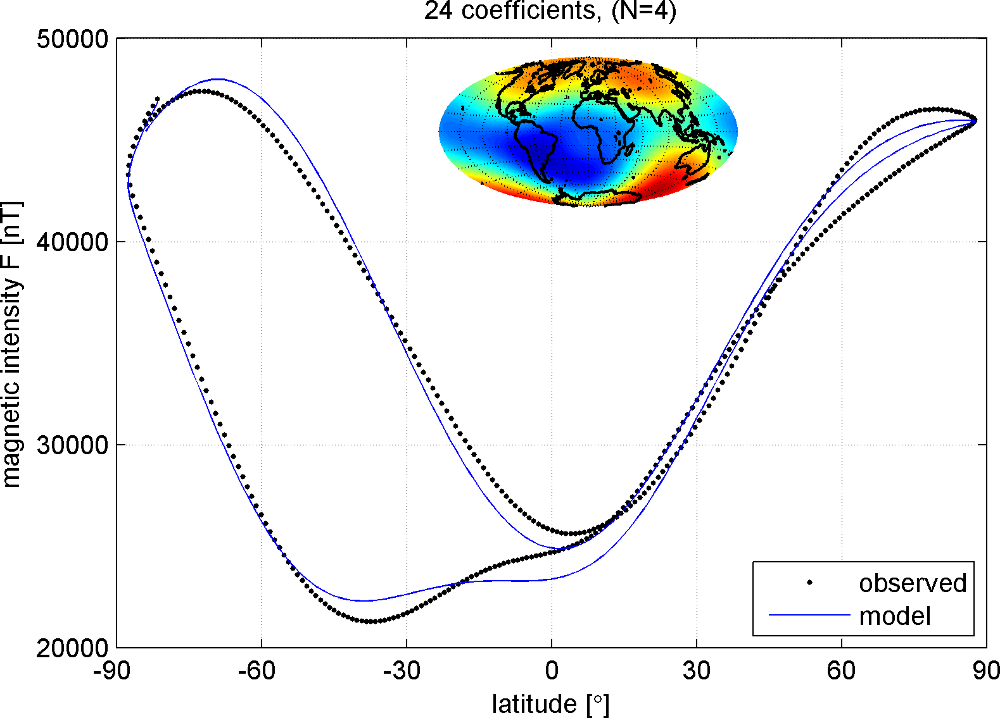 24 coefficients, (N=4)
50000
40000
30000
20000
magnetic intensity F [nT]
observed
model
-90 -60 -30 0 30 60 90
latitude [°]